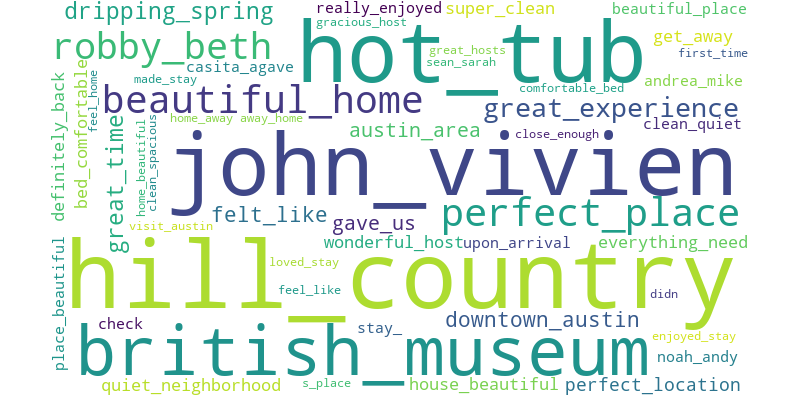 dripping_spring
really_enjoyed
super_clean
beautiful_place
gracious_host
robby_beth
hot_tub
get_away
great_hosts
first_time
sean_sarah
casita_agave
feel_home
made_stay
andrea_mike
comfortable_bed
definitely_back
bed_comfortable
beautiful_home
great_experience
home_away
away_home
great_time
home_beautiful
clean_spacious
austin_area
close_enough
clean_quiet
john_vivien
felt_like
gave_us
perfect_place
visit_austin
wonderful_host
upon_arrival
everything_need
place_beautiful
hill_country
loved_stay
feel_like
didn
check
stay_
downtown_austin
british_museum
enjoyed_stay
noah_andy
quiet_neighborhood
s_place
_
house_beautiful
perfect_location